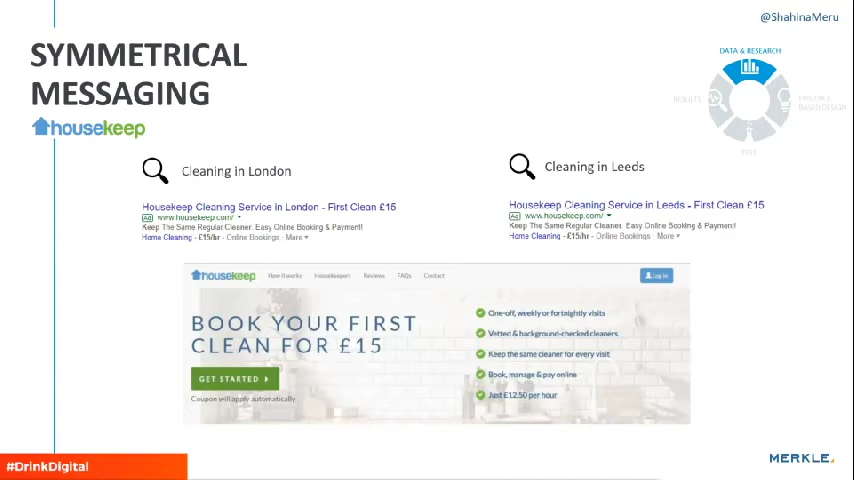 @ShahinaMeru
SYMMETRICAL
MESSAGING
housekeep
DATA & RESEARCH
RESULTS
EVIDENCE
BASED DESIGN
TEST
Cleaning in London
Housekeep Cleaning Service in London - First Clean £15
Ad www.housekeep.com/
Keep The Same Regular Cleaner. Easy Online Booking & Payment!
Home Cleaning - £15/hr - Online Bookings - More
Cleaning in Leeds
Housekeep Cleaning Service in Leeds - First Clean £15
Ad www.housekeep.com/
Keep The Same Regular Cleaner. Easy Online Booking & Payment!
Home Cleaning - £15/hr - Online Bookings - More
housekeep How it works Housekeepers Reviews FAQs Contact Log in
BOOK YOUR FIRST
CLEAN FOR £15
GET STARTED
Coupon will apply automatically
One-off, weekly or fortnightly visits
Vetted & background-checked cleaners
Keep the same cleaner for every visit
Book, manage & pay online
Just £12.50 per hour
#DrinkDigital
MERKLE